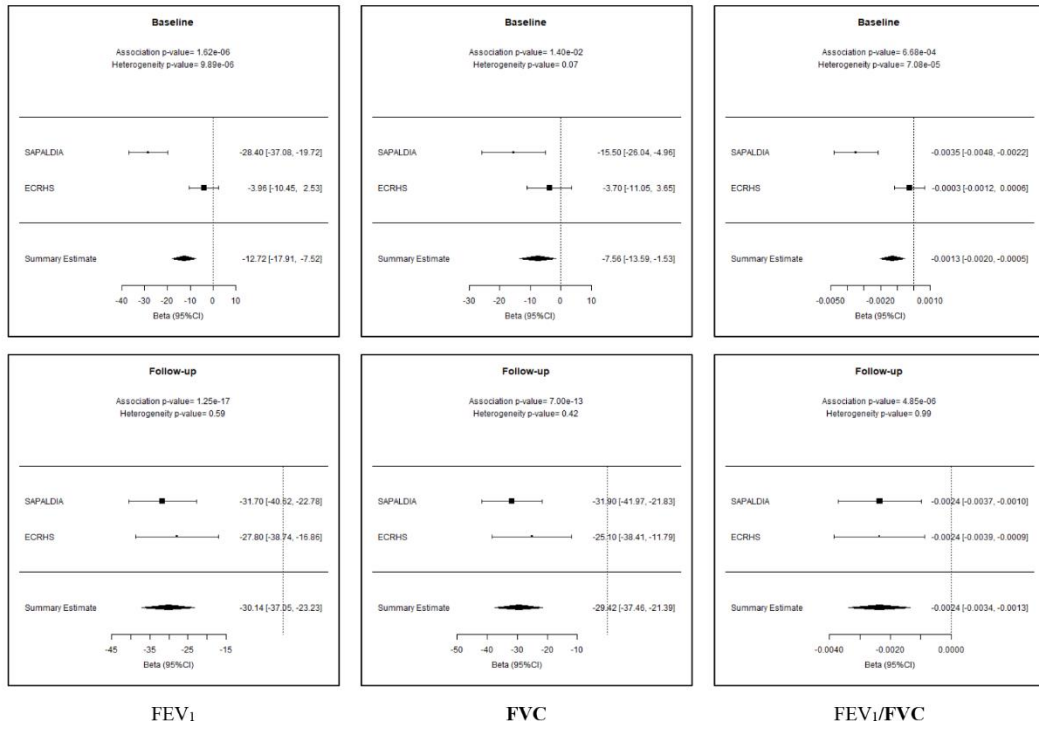 Baseline
Association p-value= 1.62e-06
Heterogeneity p-value= 9.89e-06
SAPALDIA
-28.40 [-37.08, -19.72]
ECRHS
-3.96 [-10.45, 2.53]
Summary Estimate
-12.72 [-17.91, -7.52]
-40 -30 -20 -10 0 10
Beta (95%CI)
Baseline
Association p-value= 1.40e-02
Heterogeneity p-value= 0.07
SAPALDIA
-15.50 [-26.04, -4.96]
ECRHS
-3.70 [-11.05, 3.65]
Summary Estimate
-7.56 [-13.59, -1.53]
-30 -20 -10 0 10
Beta (95%CI)
Baseline
Association p-value= 6.68e-04
Heterogeneity p-value= 7.08e-05
SAPALDIA
-0.0035 [-0.0048, -0.0022]
ECRHS
-0.0003 [-0.0012, 0.0006]
Summary Estimate
-0.0013 [-0.0020, -0.0005]
-0.0050 -0.0020 0.0010
Beta (95%CI)
Follow-up
Association p-value= 1.25e-17
Heterogeneity p-value= 0.59
SAPALDIA
-31.70 [-40.62, -22.78]
ECRHS
-27.80 [-38.74, -16.86]
Summary Estimate
-30.14 [-37.05, -23.23]
-45 -35 -25 -15
Beta (95%CI)
Follow-up
Association p-value= 7.00e-13
Heterogeneity p-value= 0.42
SAPALDIA
-31.90 [-41.97, -21.83]
ECRHS
-25.10 [-38.41, -11.79]
Summary Estimate
-29.42 [-37.46, -21.39]
-50 -40 -30 -20 -10
Beta (95%CI)
Follow-up
Association p-value= 4.85e-06
Heterogeneity p-value= 0.99
SAPALDIA
-0.0024 [-0.0037, -0.0010]
ECRHS
-0.0024 [-0.0039, -0.0009]
Summary Estimate
-0.0024 [-0.0034, -0.0013]
-0.0040 -0.0020 0.0000
Beta (95%CI)
FEV₁
FVC
FEV₁/FVC